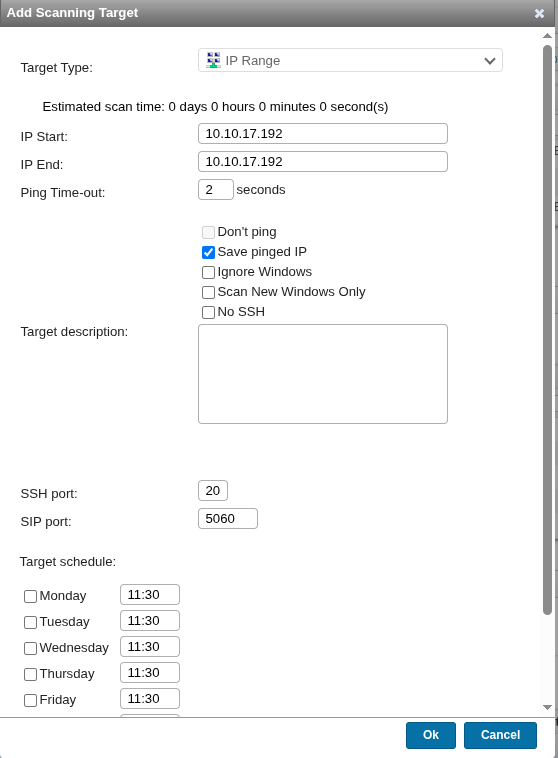 Add Scanning Target
Target Type: IP Range
Estimated scan time: 0 days 0 hours 0 minutes 0 second(s)
IP Start: 10.10.17.192
IP End: 10.10.17.192
Ping Time-out: 2 seconds
Don't ping
Save pinged IP
Ignore Windows
Scan New Windows Only
No SSH
Target description:
SSH port: 20
SIP port: 5060
Target schedule:
Monday 11:30
Tuesday 11:30
Wednesday 11:30
Thursday 11:30
Friday 11:30
Ok Cancel